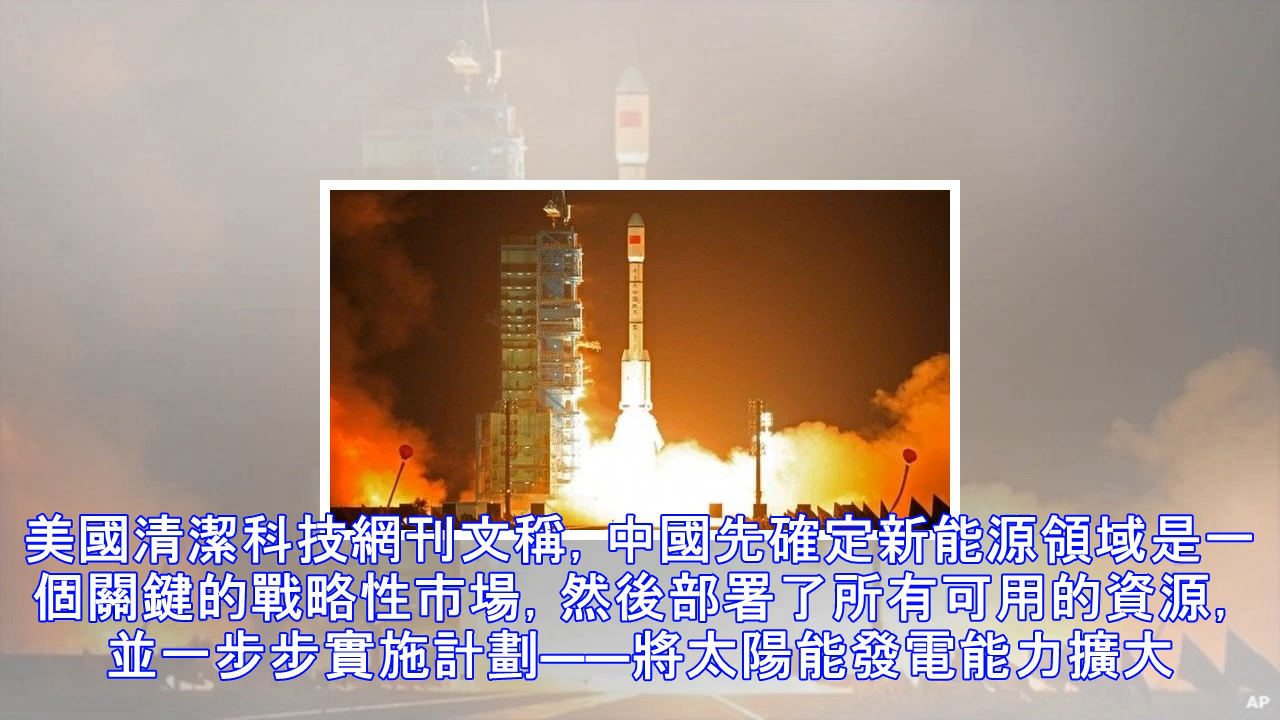 美國清潔科技網刊文稱, 中國先確定新能源領域是一
個關鍵的戰略性市場, 然後部署了所有可用的資源,
並一步步實施計劃——將太陽能發電能力擴大
AP